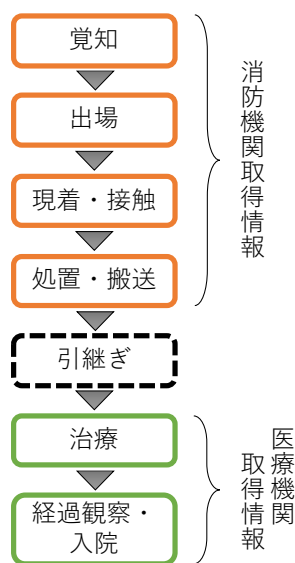 覚知
出場
現着・接触
処置・搬送
消防機関取得情報
引継ぎ
治療
経過観察・
入院
医療機関
取得情報